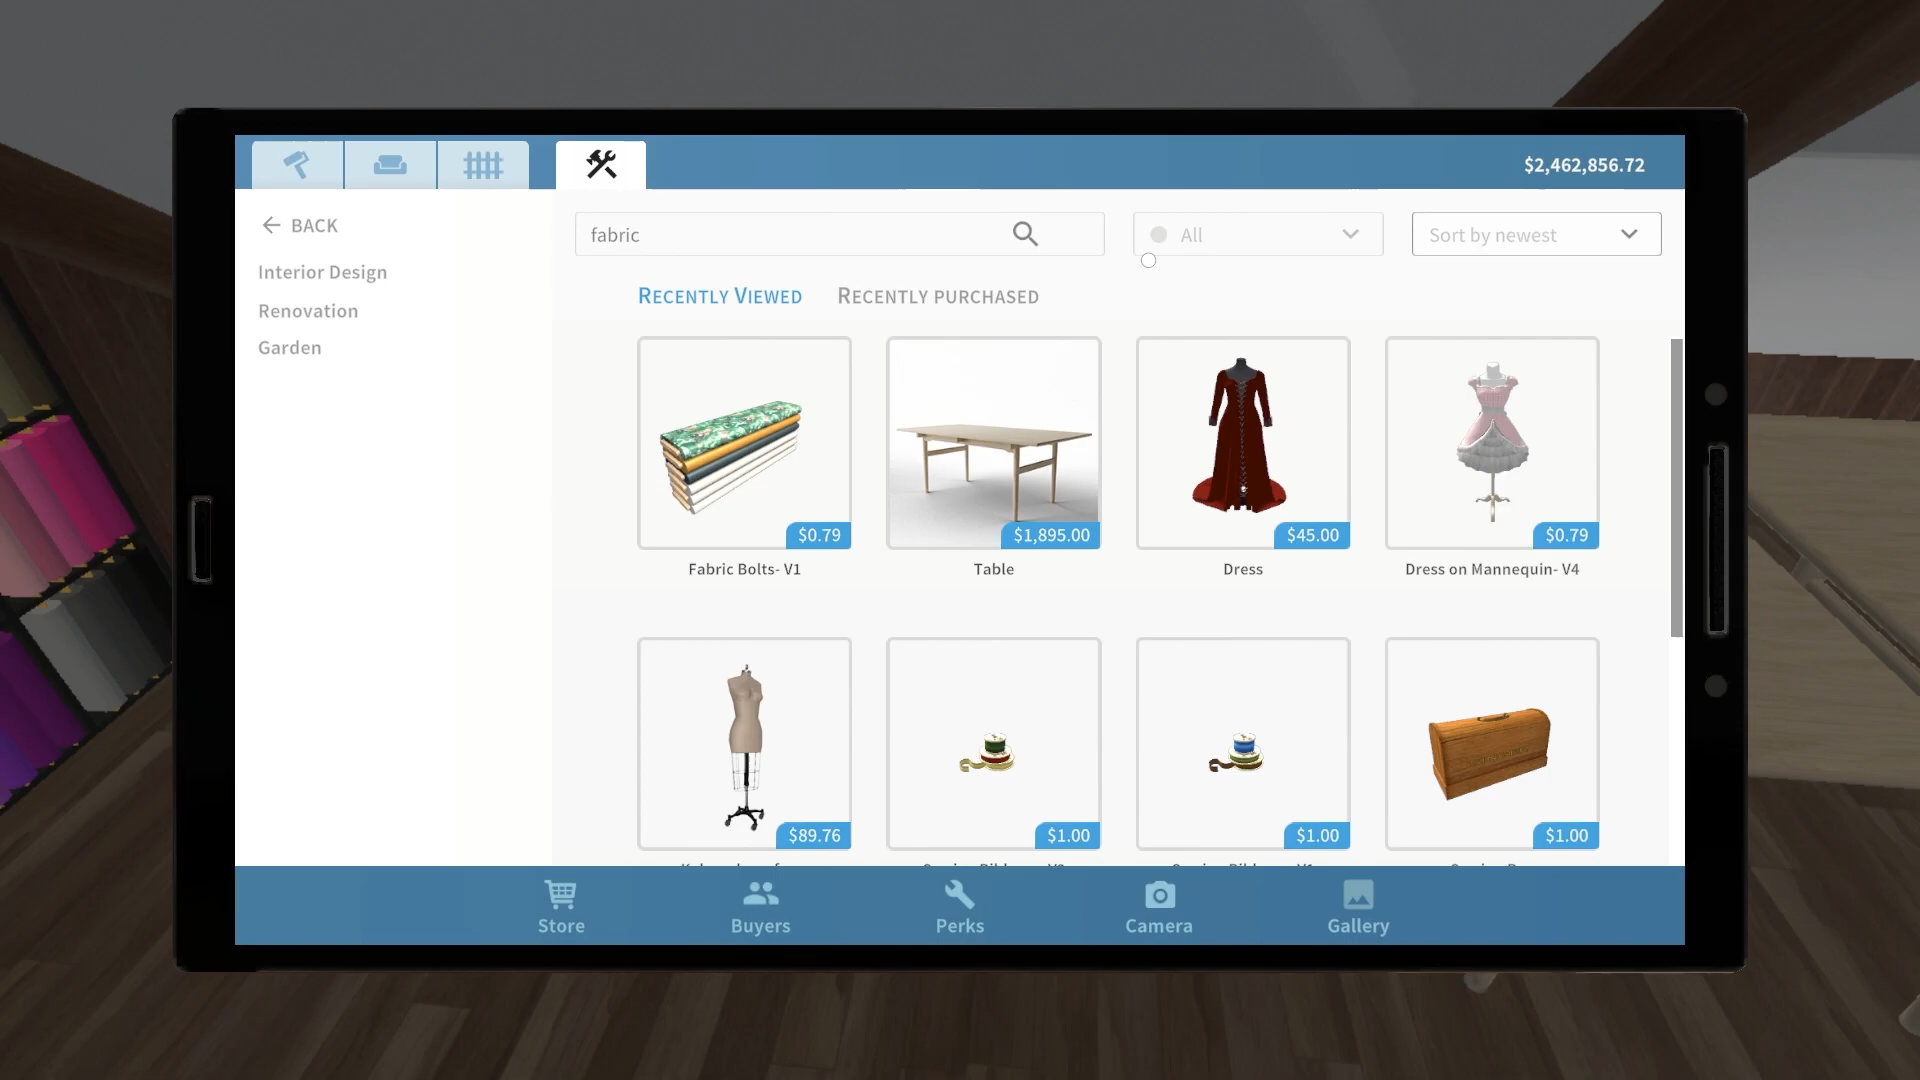 $2,462,856.72
BACK
Interior Design
Renovation
Garden
fabric
All
Sort by newest
RECENTLY VIEWED
RECENTLY PURCHASED
$0.79
$1,895.00
$45.00
$0.79
Fabric Bolts- V1
Table
Dress
Dress on Mannequin- V4
$89.76
$1.00
$1.00
$1.00
Store
Buyers
Perks
Camera
Gallery